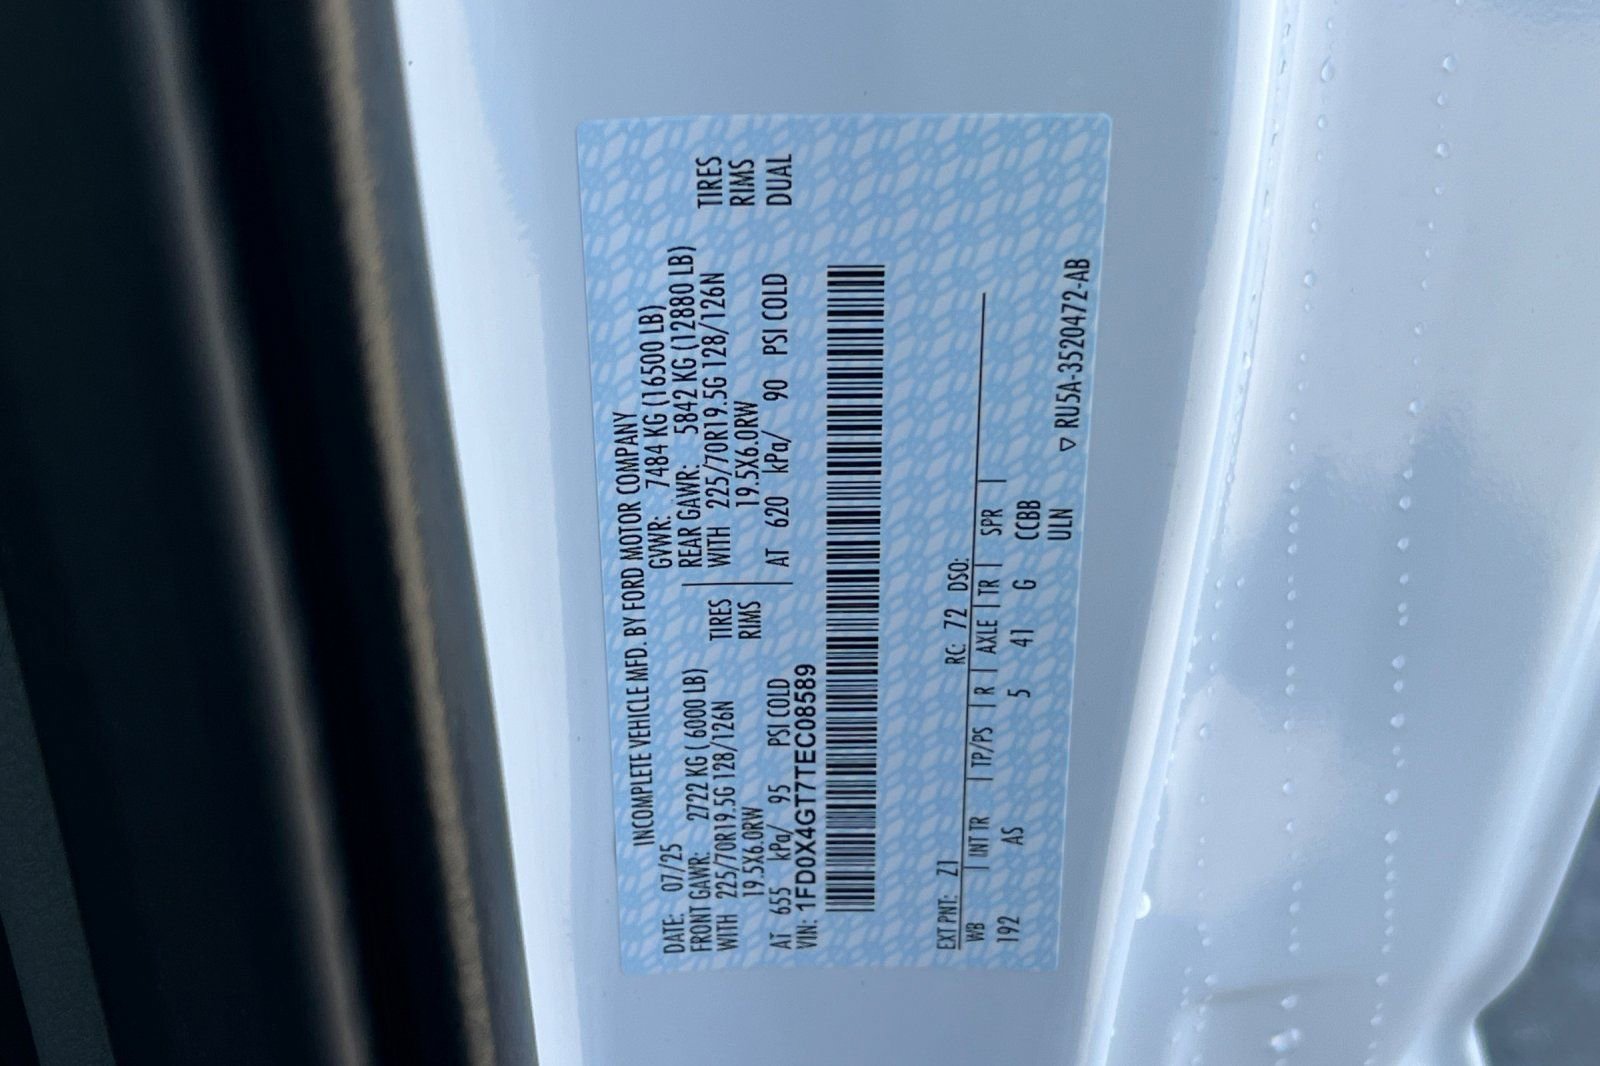 INCOMPLETE VEHICLE MFD. BY FORD MOTOR COMPANY
DATE: 07/25 GVWR: 7484 KG (16500 LB)
FRONT GAWR: 2722 KG ( 6000 LB) REAR GAWR: 5842 KG (12880 LB)
WITH 225/70R19.5G 128/126N TIRES WITH 225/70R19.5G 128/126N TIRES
19.5X6.0RW RIMS 19.5X6.0RW RIMS
AT 655 kPa/ 95 PSI COLD AT 620 kPa/ 90 PSI COLD DUAL
VIN: 1FD0X4GT7TEC08589
EXT PNT: Z1 RC: 72 DSO:
WB | INT TR | TP/PS | R | AXLE | TR | SPR |
192 AS 5 41 G CCBB
ULN ▽ RU5A-3520472-AB